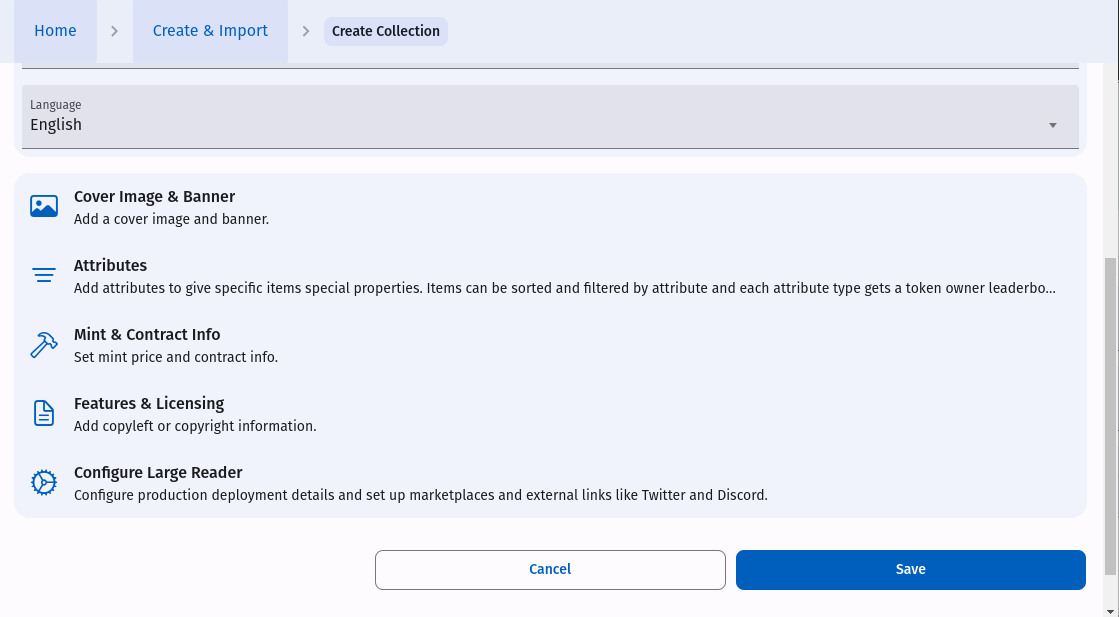 Home
Create & Import
Create Collection
Language
English
Cover Image & Banner
Add a cover image and banner.
Attributes
Add attributes to give specific items special properties. Items can be sorted and filtered by attribute and each attribute type gets a token owner leaderbo...
Mint & Contract Info
Set mint price and contract info.
Features & Licensing
Add copyleft or copyright information.
Configure Large Reader
Configure production deployment details and set up marketplaces and external links like Twitter and Discord.
Cancel
Save